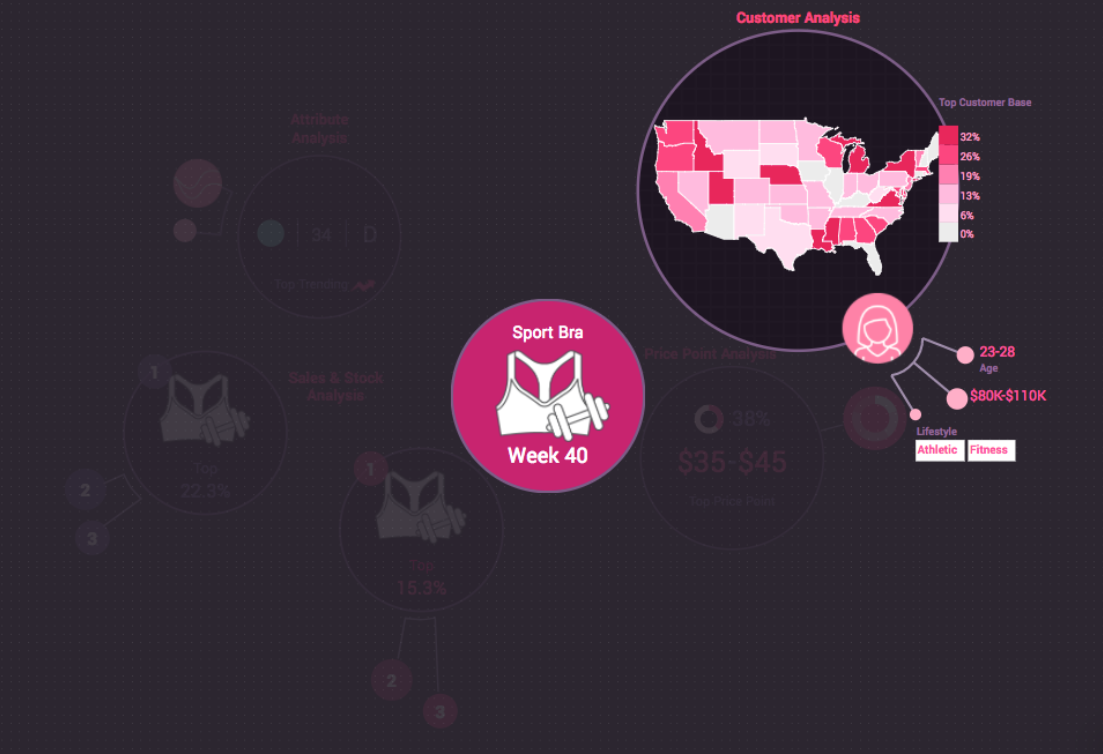 Customer Analysis
Top Customer Base
32%
26%
19%
13%
6%
0%
Attribute
Analysis
34
D
Top Trending
Sport Bra
Week 40
23-28
Age
$80K-$110K
Lifestyle
Athletic
Fitness
Price Point Analysis
38%
$35-$45
Top Price Point
1
Sales & Stock
Analysis
Top
22.3%
2
3
1
Top
15.3%
2
3